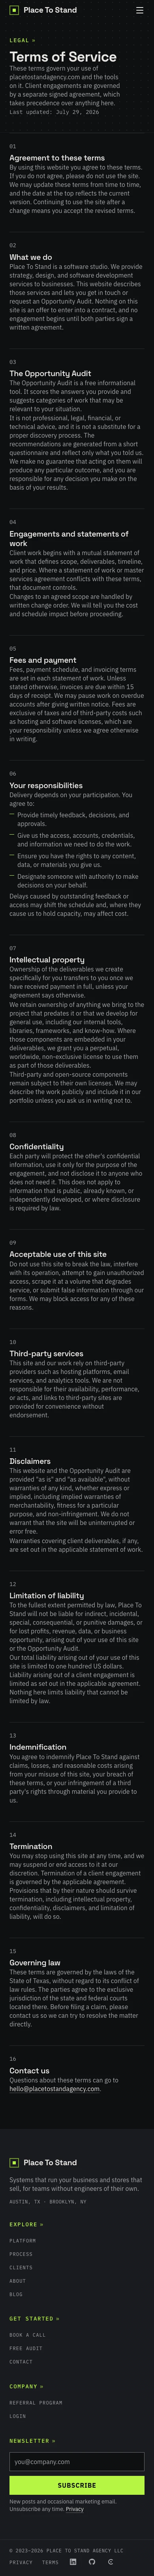 Place To Stand
LEGAL »
Terms of Service
These terms govern your use of
placetostandagency.com and the tools
on it. Client engagements are governed
by a separate signed agreement, which
takes precedence over anything here.
Last updated: July 29, 2026
01
Agreement to these terms
By using this website you agree to these terms.
If you do not agree, please do not use the site.
We may update these terms from time to time,
and the date at the top reflects the current
version. Continuing to use the site after a
change means you accept the revised terms.
02
What we do
Place To Stand is a software studio. We provide
strategy, design, and software development
services to businesses. This website describes
those services and lets you get in touch or
request an Opportunity Audit. Nothing on this
site is an offer to enter into a contract, and no
engagement begins until both parties sign a
written agreement.
03
The Opportunity Audit
The Opportunity Audit is a free informational
tool. It scores the answers you provide and
suggests categories of work that may be
relevant to your situation.
It is not professional, legal, financial, or
technical advice, and it is not a substitute for a
proper discovery process. The
recommendations are generated from a short
questionnaire and reflect only what you told us.
We make no guarantee that acting on them will
produce any particular outcome, and you are
responsible for any decision you make on the
basis of your results.
04
Engagements and statements of
work
Client work begins with a mutual statement of
work that defines scope, deliverables, timeline,
and price. Where a statement of work or master
services agreement conflicts with these terms,
that document controls.
Changes to an agreed scope are handled by
written change order. We will tell you the cost
and schedule impact before proceeding.
05
Fees and payment
Fees, payment schedule, and invoicing terms
are set in each statement of work. Unless
stated otherwise, invoices are due within 15
days of receipt. We may pause work on overdue
accounts after giving written notice. Fees are
exclusive of taxes and of third-party costs such
as hosting and software licenses, which are
your responsibility unless we agree otherwise
in writing.
06
Your responsibilities
Delivery depends on your participation. You
agree to:
— Provide timely feedback, decisions, and
approvals.
— Give us the access, accounts, credentials,
and information we need to do the work.
— Ensure you have the rights to any content,
data, or materials you give us.
— Designate someone with authority to make
decisions on your behalf.
Delays caused by outstanding feedback or
access may shift the schedule and, where they
cause us to hold capacity, may affect cost.
07
Intellectual property
Ownership of the deliverables we create
specifically for you transfers to you once we
have received payment in full, unless your
agreement says otherwise.
We retain ownership of anything we bring to the
project that predates it or that we develop for
general use, including our internal tools,
libraries, frameworks, and know-how. Where
those components are embedded in your
deliverables, we grant you a perpetual,
worldwide, non-exclusive license to use them
as part of those deliverables.
Third-party and open-source components
remain subject to their own licenses. We may
describe the work publicly and include it in our
portfolio unless you ask us in writing not to.
08
Confidentiality
Each party will protect the other's confidential
information, use it only for the purpose of the
engagement, and not disclose it to anyone who
does not need it. This does not apply to
information that is public, already known, or
independently developed, or where disclosure
is required by law.
09
Acceptable use of this site
Do not use this site to break the law, interfere
with its operation, attempt to gain unauthorized
access, scrape it at a volume that degrades
service, or submit false information through our
forms. We may block access for any of these
reasons.
10
Third-party services
This site and our work rely on third-party
providers such as hosting platforms, email
services, and analytics tools. We are not
responsible for the availability, performance,
or acts, and links to third-party sites are
provided for convenience without
endorsement.
11
Disclaimers
This website and the Opportunity Audit are
provided "as is" and "as available", without
warranties of any kind, whether express or
implied, including implied warranties of
merchantability, fitness for a particular
purpose, and non-infringement. We do not
warrant that the site will be uninterrupted or
error free.
Warranties covering client deliverables, if any,
are set out in the applicable statement of work.
12
Limitation of liability
To the fullest extent permitted by law, Place To
Stand will not be liable for indirect, incidental,
special, consequential, or punitive damages, or
for lost profits, revenue, data, or business
opportunity, arising out of your use of this site
or the Opportunity Audit.
Our total liability arising out of your use of this
site is limited to one hundred US dollars.
Liability arising out of a client engagement is
limited as set out in the applicable agreement.
Nothing here limits liability that cannot be
limited by law.
13
Indemnification
You agree to indemnify Place To Stand against
claims, losses, and reasonable costs arising
from your misuse of this site, your breach of
these terms, or your infringement of a third
party's rights through material you provide to
us.
14
Termination
You may stop using this site at any time, and we
may suspend or end access to it at our
discretion. Termination of a client engagement
is governed by the applicable agreement.
Provisions that by their nature should survive
termination, including intellectual property,
confidentiality, disclaimers, and limitation of
liability, will do so.
15
Governing law
These terms are governed by the laws of the
State of Texas, without regard to its conflict of
law rules. The parties agree to the exclusive
jurisdiction of the state and federal courts
located there. Before filing a claim, please
contact us so we can try to resolve the matter
directly.
16
Contact us
Questions about these terms can go to
hello@placetostandagency.com.
Place To Stand
Systems that run your business and stores that
sell, for teams without engineers of their own.
AUSTIN, TX · BROOKLYN, NY
EXPLORE »
PLATFORM
PROCESS
CLIENTS
ABOUT
BLOG
GET STARTED »
BOOK A CALL
FREE AUDIT
CONTACT
COMPANY »
REFERRAL PROGRAM
LOGIN
NEWSLETTER »
you@company.com
SUBSCRIBE
New posts and occasional marketing email.
Unsubscribe any time. Privacy
© 2023-2026 PLACE TO STAND AGENCY LLC
PRIVACY TERMS